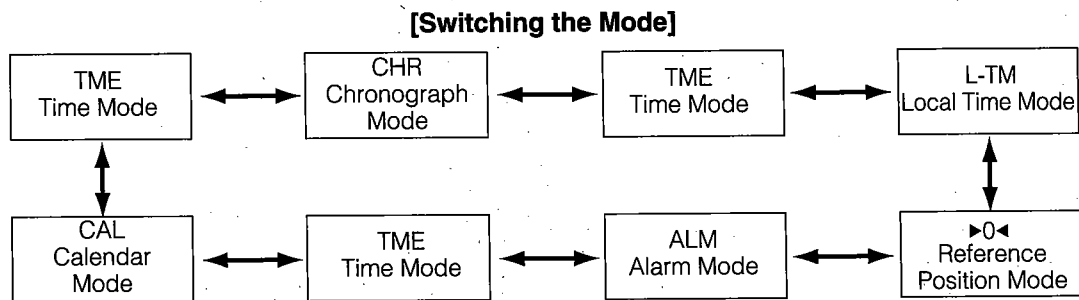 [Switching the Mode]
TME
Time Mode
CHR
Chronograph
Mode
TME
Time Mode
L-TM
Local Time Mode
CAL
Calendar
Mode
TME
Time Mode
ALM
Alarm Mode
▶0◀
Reference
Position Mode